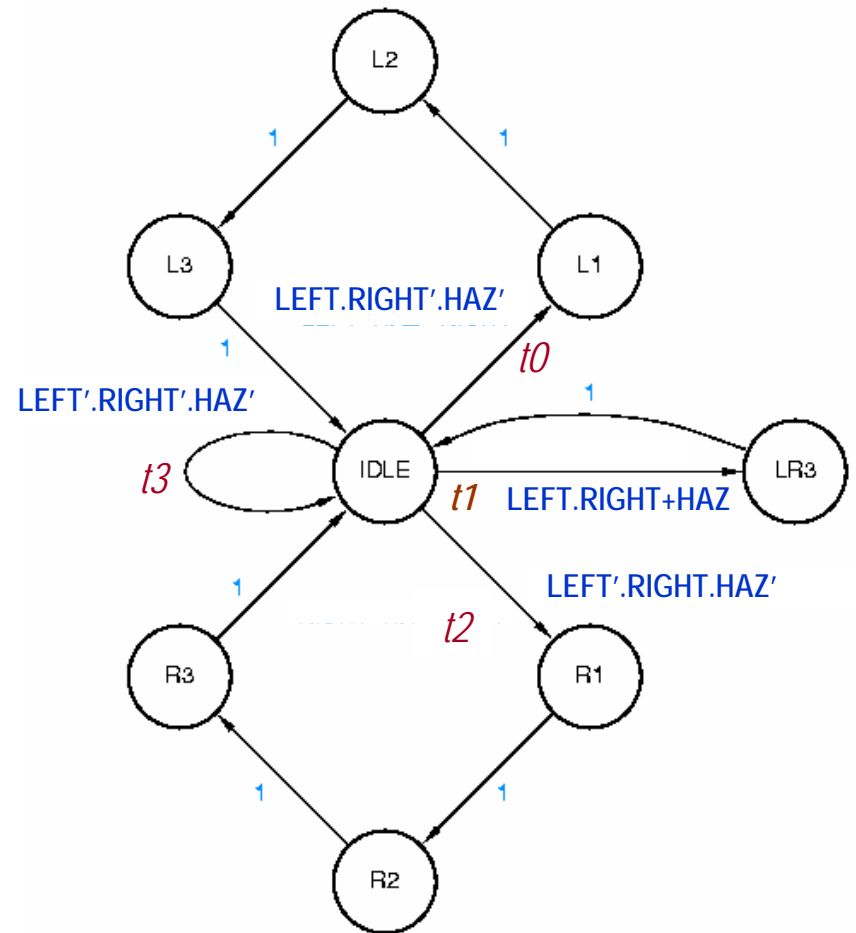 L2
1
1
L3
L1
LEFT.RIGHT′.HAZ′
1
t0
LEFT′.RIGHT′.HAZ′
1
t3
IDLE
LR3
t1
LEFT.RIGHT+HAZ
LEFT′.RIGHT.HAZ′
1
t2
R3
R1
1
1
R2